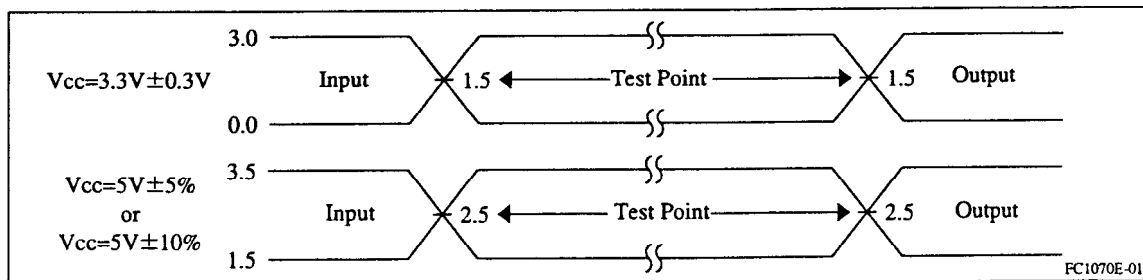 3.0
Vcc=3.3V±0.3V Input 1.5 Test Point 1.5 Output
0.0
3.5
Vcc=5V±5%
or
Vcc=5V±10%
Input 2.5 Test Point 2.5 Output
1.5
FC1070E-01